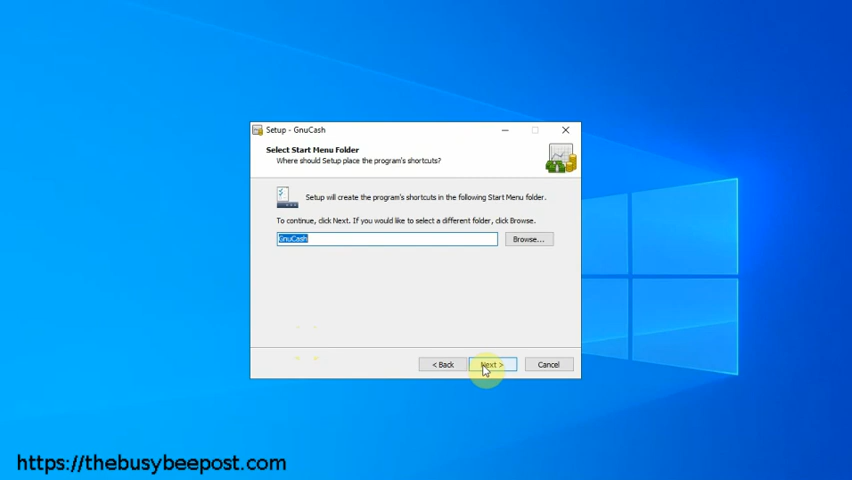 Setup - GnuCash
Select Start Menu Folder
Where should Setup place the program's shortcuts?
Setup will create the program's shortcuts in the following Start Menu folder.
To continue, click Next. If you would like to select a different folder, click Browse.
GnuCash
Browse...
< Back
Next >
Cancel
https://thebusybeepost.com